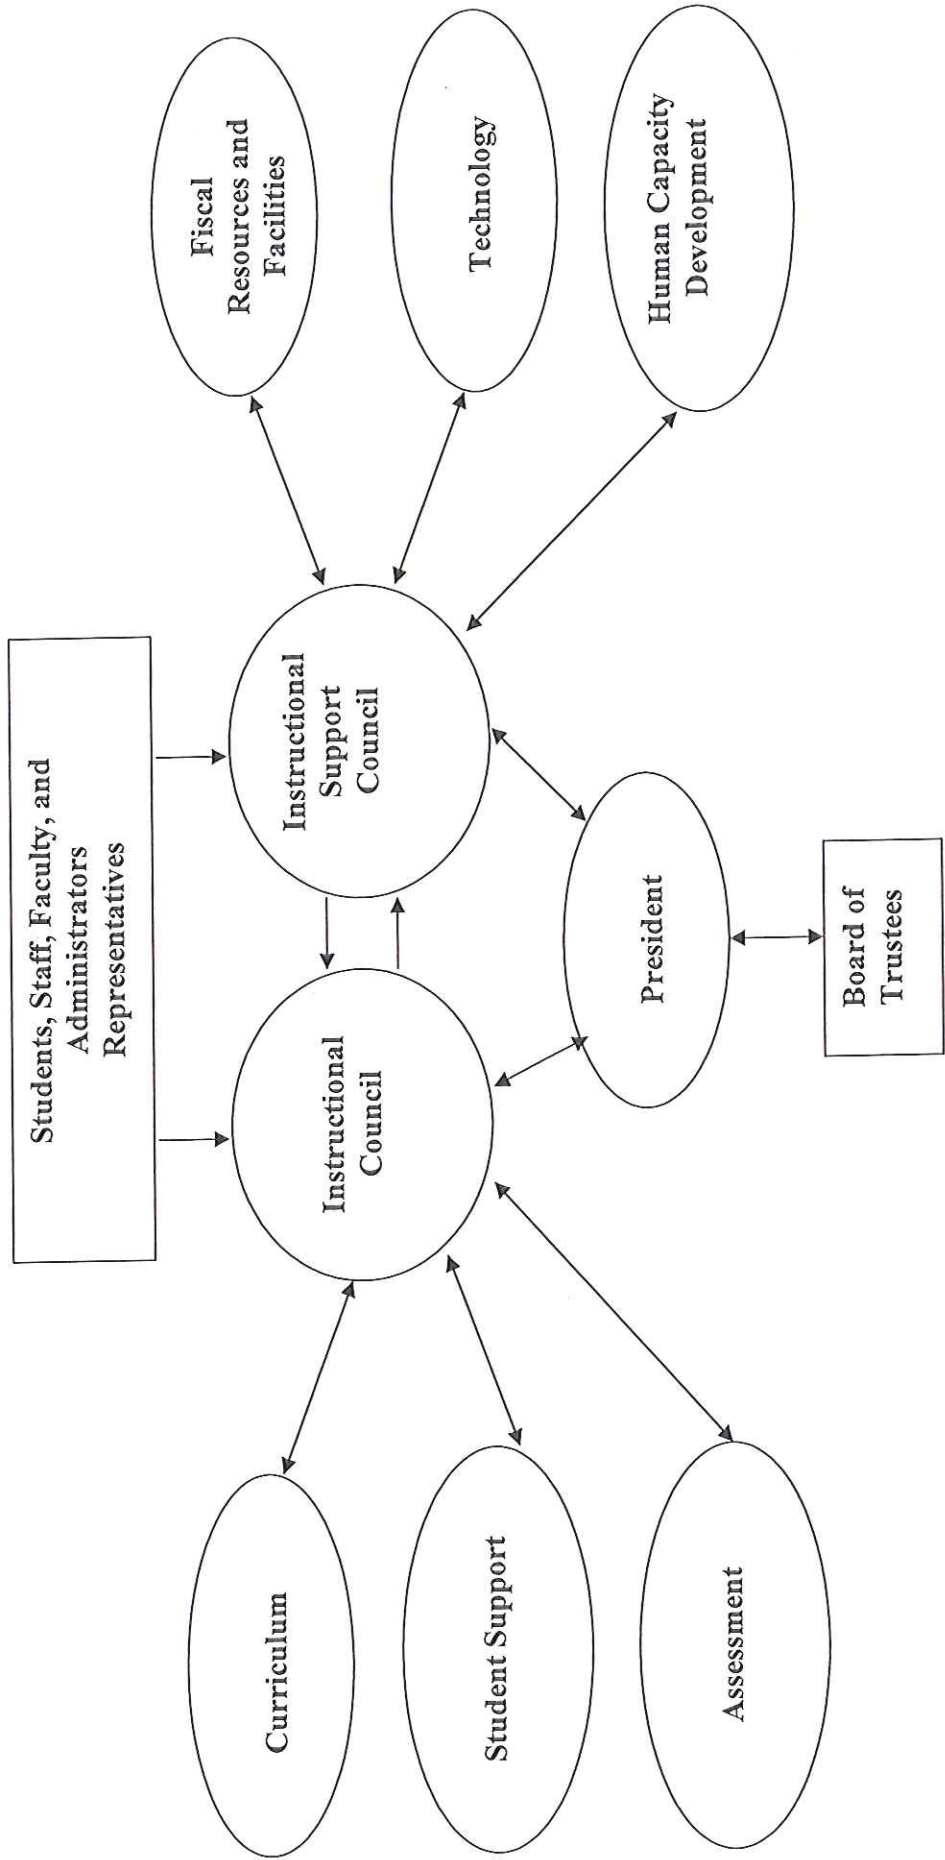 Students, Staff, Faculty, and
Administrators
Representatives
Instructional
Council
Instructional
Support
Council
Curriculum
Student Support
Assessment
Fiscal
Resources and
Facilities
Technology
Human Capacity
Development
President
Board of
Trustees